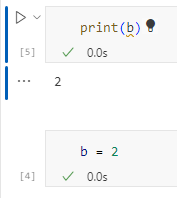 print(b)
[5]
0.0s
2
b = 2
[4]
0.0s